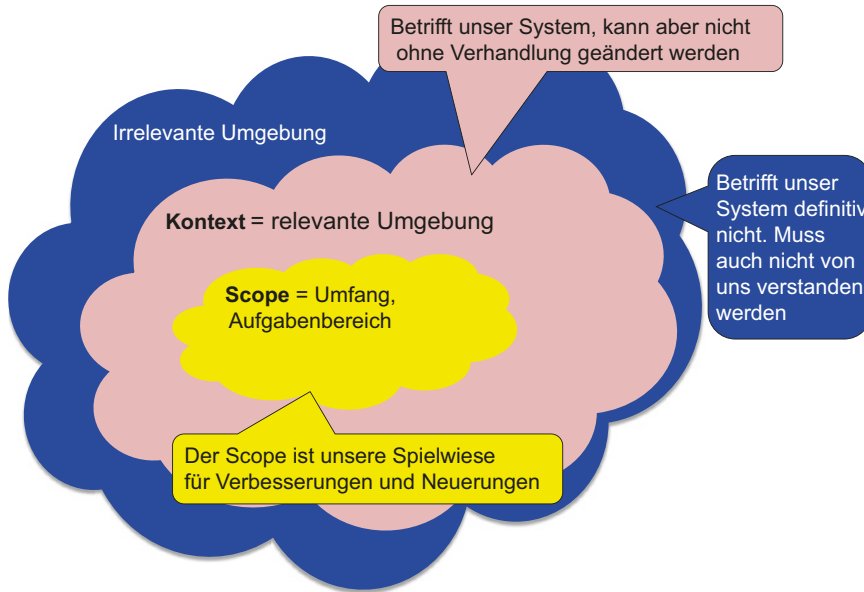 Betrifft unser System, kann aber nicht
ohne Verhandlung geändert werden
Irrelevante Umgebung
Betrifft unser
System definitiv
nicht. Muss
auch nicht von
uns verstanden
werden
Kontext = relevante Umgebung
Scope = Umfang,
Aufgabenbereich
Der Scope ist unsere Spielwiese
für Verbesserungen und Neuerungen